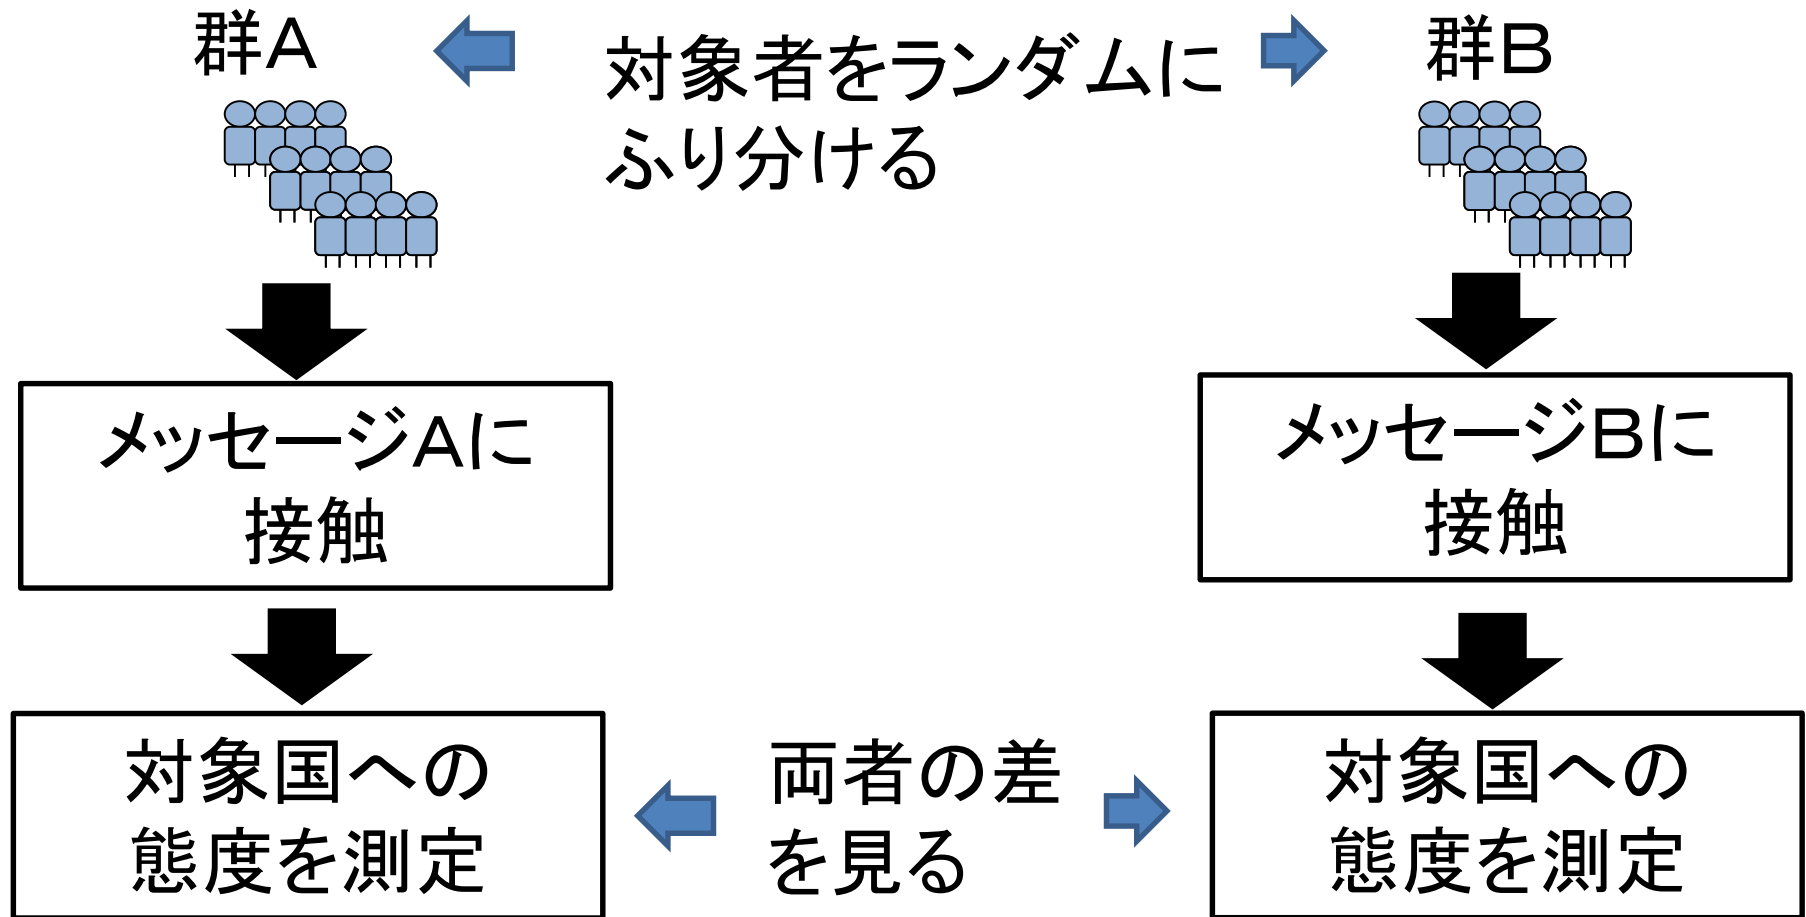 群A
対象者をランダムに
ふり分ける
群B
メッセージAに
接触
メッセージBに
接触
対象国への
態度を測定
両者の差
を見る
対象国への
態度を測定